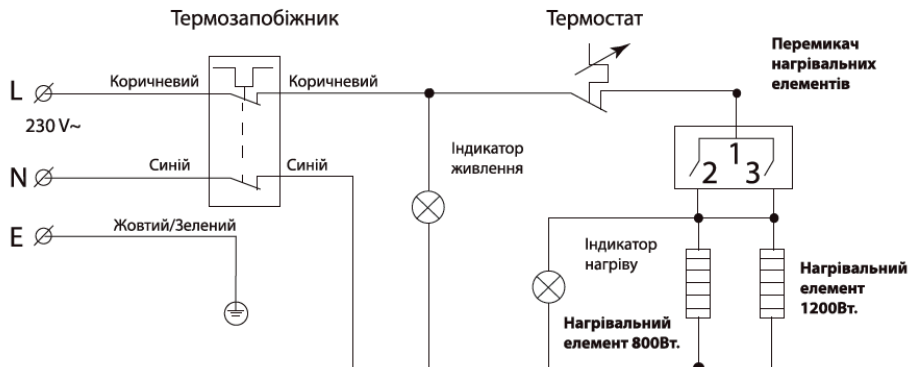 Термозапобіжник
Термостат
Перемикач
нагрівальних
елементів
L
Коричневий
Коричневий
230 V~
1
2
3
N
Синій
Синій
Індикатор
живлення
E
Жовтий/Зелений
Індикатор
нагріву
Нагрівальний
елемент
1200Вт.
Нагрівальний
елемент 800Вт.